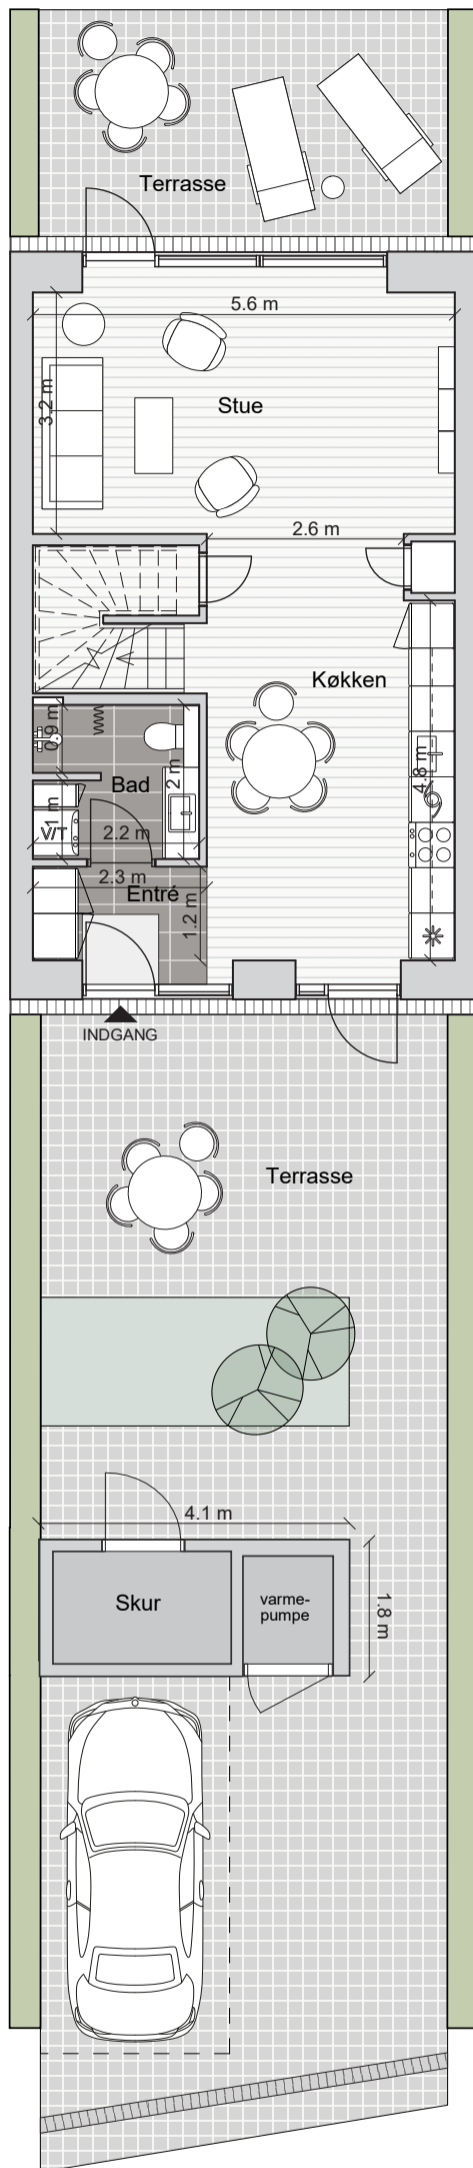 Terrasse
5.6 m
3.2 m
Stue
2.6 m
Køkken
0.9 m
Bad
2 m
4.8 m
1 m
V/T
2.2 m
2.3 m
Entré
1.2 m
INDGANG
Terrasse
4.1 m
Skur
varme-
pumpe
1.8 m